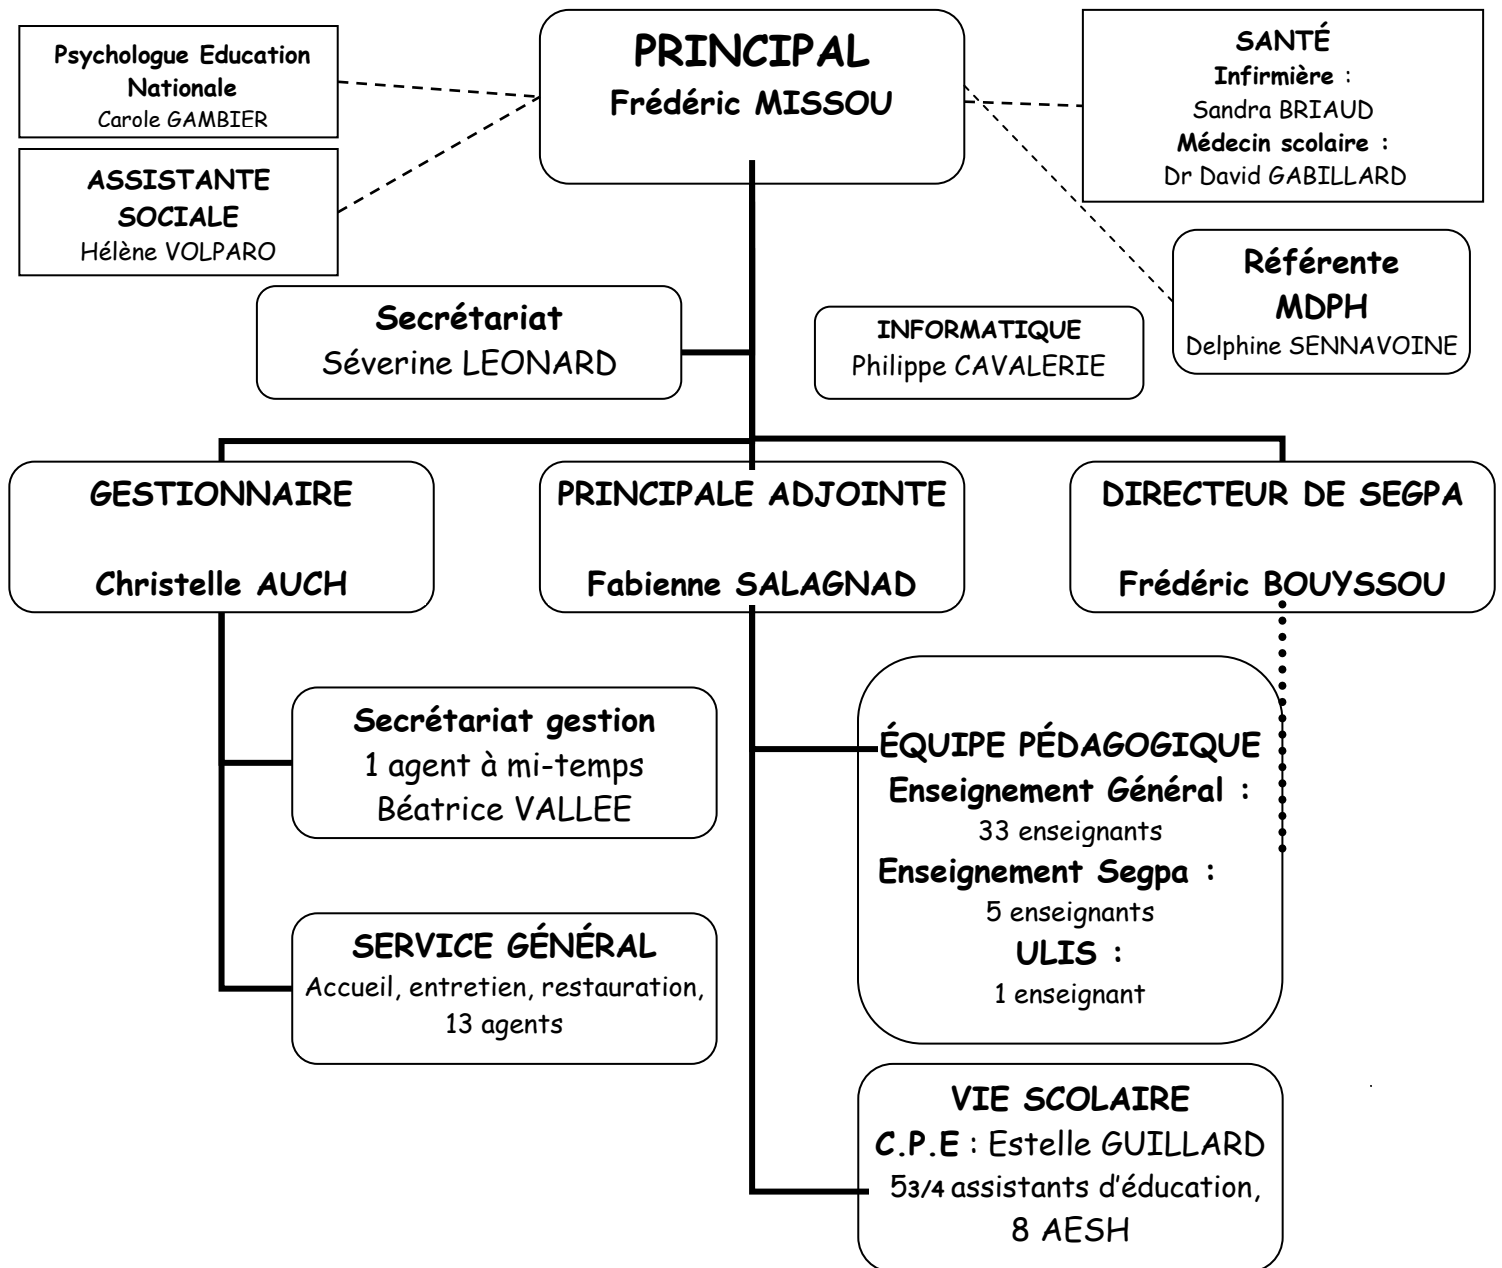 Psychologue Education
Nationale
Carole GAMBIER
PRINCIPAL
Frédéric MISSOU
SANTÉ
Infirmière :
Sandra BRIAUD
Médecin scolaire :
Dr David GABILLARD
ASSISTANTE
SOCIALE
Hélène VOLPARO
Référente
MDPH
Delphine SENNAVOINE
Secrétariat
Séverine LEONARD
INFORMATIQUE
Philippe CAVALERIE
GESTIONNAIRE
Christelle AUCH
PRINCIPALE ADJOINTE
Fabienne SALAGNAD
DIRECTEUR DE SEGPA
Frédéric BOUYSSOU
Secrétariat gestion
1 agent à mi-temps
Béatrice VALLEE
ÉQUIPE PÉDAGOGIQUE
Enseignement Général :
33 enseignants
Enseignement Segpa :
5 enseignants
ULIS :
1 enseignant
SERVICE GÉNÉRAL
Accueil, entretien, restauration,
13 agents
VIE SCOLAIRE
C.P.E : Estelle GUILLARD
53/4 assistants d'éducation,
8 AESH